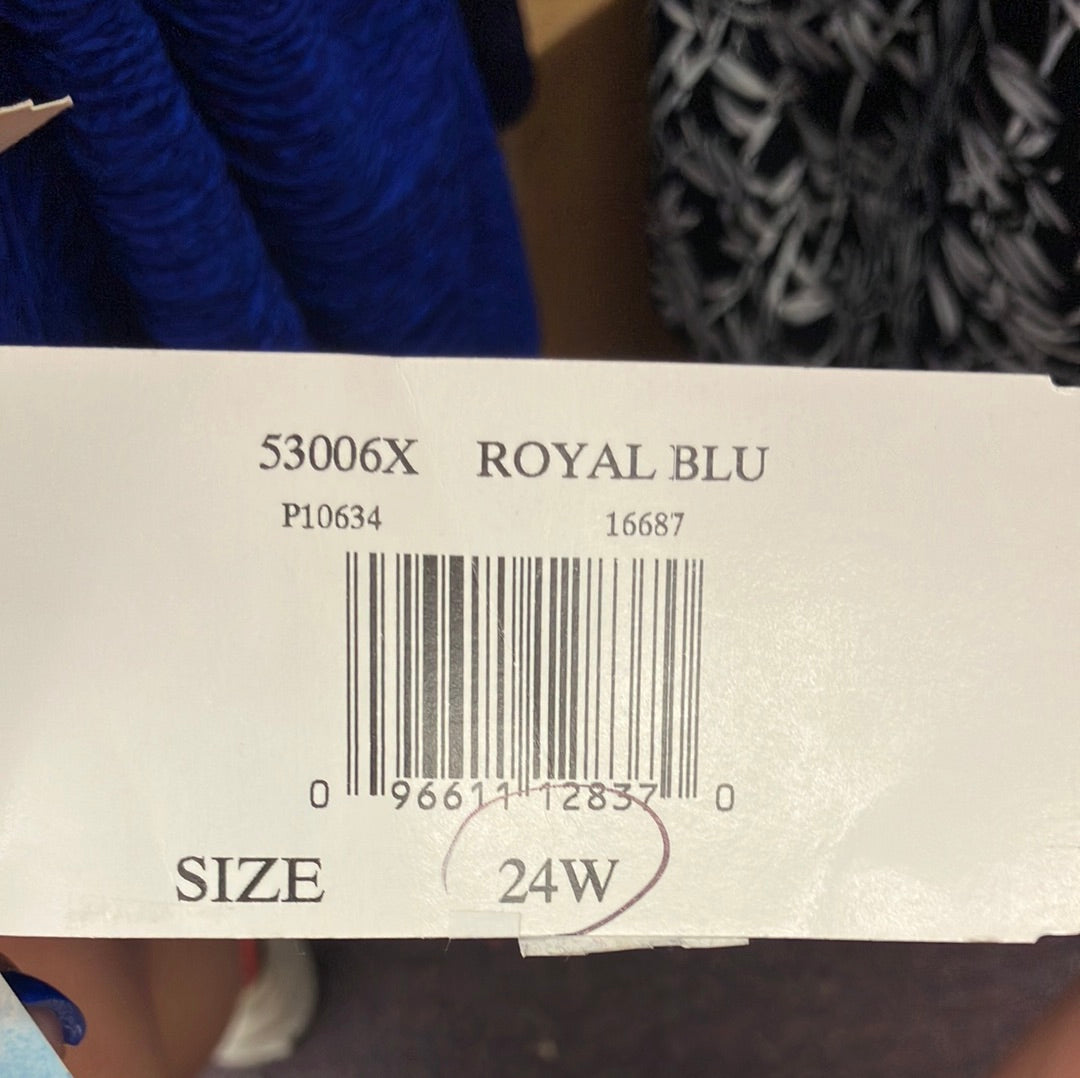 53006X ROYAL BLU
P10634 16687
0 96611 12837 0
SIZE 24W